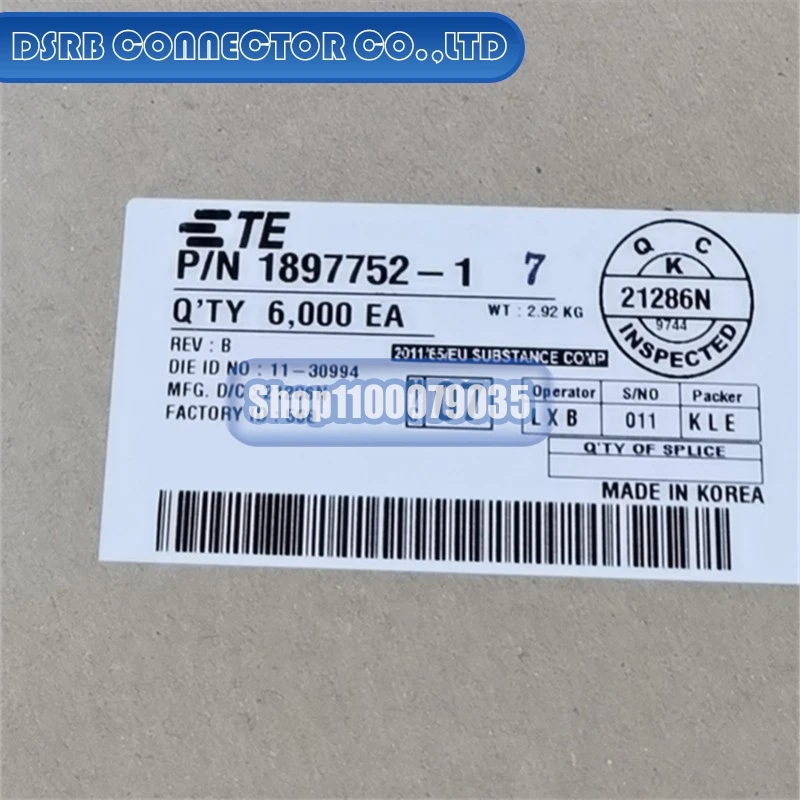 DSRB CONNECTOR CO.,LTD
TE
P/N 1897752-1 7
Q'TY 6,000 EA WT : 2.92 KG
Q C
K
21286N
9744
INSPECTED
REV : B
2011/65/EU SUBSTANCE COMP
DIE ID NO : 11-30994
MFG. D/C
Shop1100979035
FACTORY
Operator S/NO Packer
LXB 011 KLE
Q'TY OF SPLICE
MADE IN KOREA